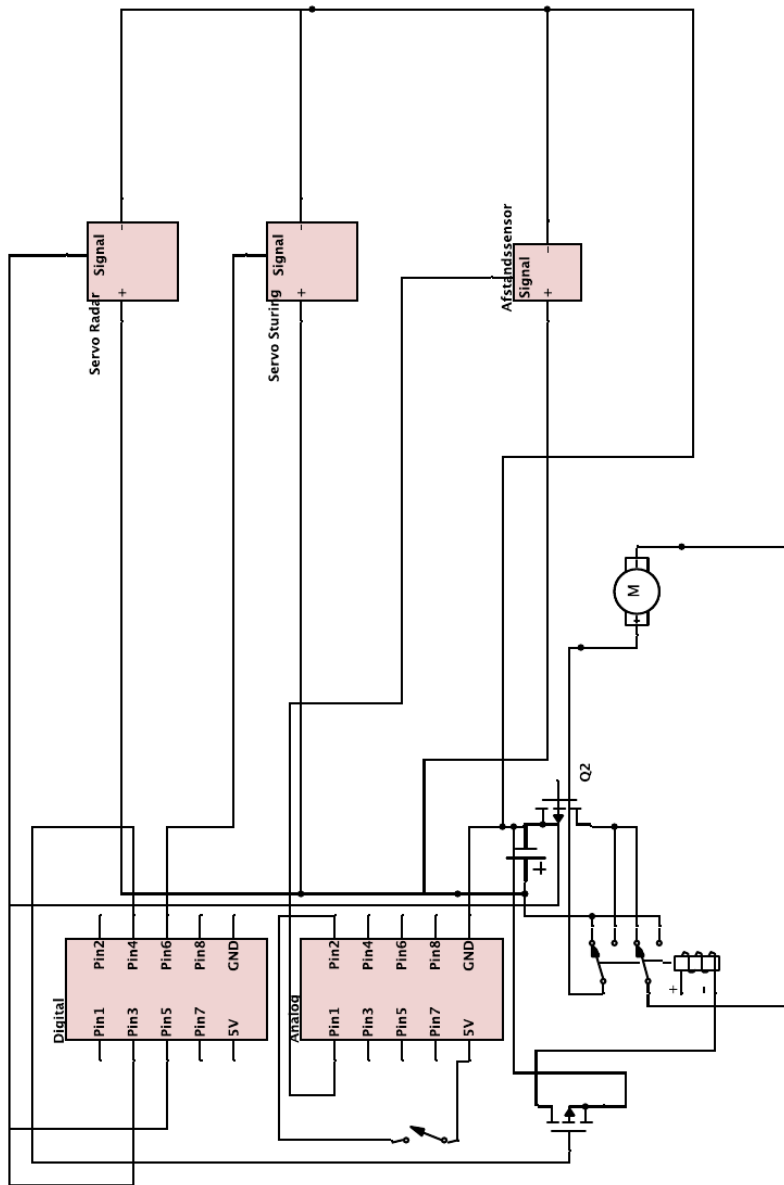 Servo Radar
Signal
-
+
Servo Sturing
Signal
-
+
Afstandssensor
Signal
-
+
M
Q2
+
Digital
Pin2
Pin4
Pin6
Pin8
GND
Pin1
Pin3
Pin5
Pin7
5V
Analog
Pin2
Pin4
Pin6
Pin8
GND
Pin1
Pin3
Pin5
Pin7
5V
+
-